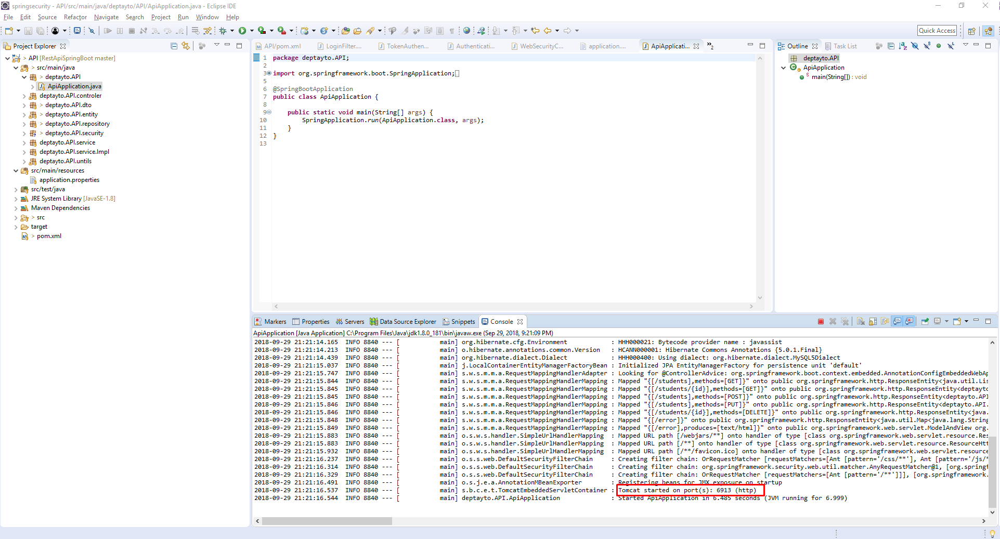 springsecurity - API/src/main/java/deptayto/API/ApiApplication.java - Eclipse IDE
File Edit Source Refactor Navigate Search Project Run Window Help
Quick Access
Project Explorer
> API [RestApiSpringBoot master]
> src/main/java
> deptayto.API
ApiApplication.java
deptayto.API.controler
> deptayto.API.dto
> deptayto.API.entity
> deptayto.API.repository
> deptayto.API.security
deptayto.API.service
deptayto.API.service.Impl
deptayto.API.untils
src/main/resources
application.properties
src/test/java
JRE System Library [JavaSE-1.8]
Maven Dependencies
> src
target
> pom.xml
API/pom.xml LoginFilter.... TokenAuthen... Authenticati... WebSecurityC... application.... ApiApplicati... »2
1 package deptayto.API;
2
3 import org.springframework.boot.SpringApplication;
5
6 @SpringBootApplication
7 public class ApiApplication {
8
9 public static void main(String[] args) {
10 SpringApplication.run(ApiApplication.class, args);
11 }
12 }
13
Outline Task List
deptayto.API
ApiApplication
main(String[]) : void
Markers Properties Servers Data Source Explorer Snippets Console
ApiApplication [Java Application] C:\Program Files\Java\jdk1.8.0_181\bin\javaw.exe (Sep 29, 2018, 9:21:09 PM)
2018-09-29 21:21:14.165 INFO 8840 --- [ main] org.hibernate.cfg.Environment : HHH000021: Bytecode provider name : javassist
2018-09-29 21:21:14.213 INFO 8840 --- [ main] o.hibernate.annotations.common.Version : HCANN000001: Hibernate Commons Annotations {5.0.1.Final}
2018-09-29 21:21:14.439 INFO 8840 --- [ main] org.hibernate.dialect.Dialect : HHH000400: Using dialect: org.hibernate.dialect.MySQL5Dialect
2018-09-29 21:21:15.037 INFO 8840 --- [ main] j.LocalContainerEntityManagerFactoryBean : Initialized JPA EntityManagerFactory for persistence unit 'default'
2018-09-29 21:21:15.747 INFO 8840 --- [ main] s.w.s.m.m.a.RequestMappingHandlerAdapter : Looking for @ControllerAdvice: org.springframework.boot.context.embedded.AnnotationConfigEmbeddedWebAp
2018-09-29 21:21:15.844 INFO 8840 --- [ main] s.w.s.m.m.a.RequestMappingHandlerMapping : Mapped "{[/students],methods=[GET]}" onto public org.springframework.http.ResponseEntity<java.util.Lis
2018-09-29 21:21:15.845 INFO 8840 --- [ main] s.w.s.m.m.a.RequestMappingHandlerMapping : Mapped "{[/students/{id}],methods=[GET]}" onto public org.springframework.http.ResponseEntity<deptayto
2018-09-29 21:21:15.845 INFO 8840 --- [ main] s.w.s.m.m.a.RequestMappingHandlerMapping : Mapped "{[/students],methods=[POST]}" onto public org.springframework.http.ResponseEntity<deptayto.API
2018-09-29 21:21:15.846 INFO 8840 --- [ main] s.w.s.m.m.a.RequestMappingHandlerMapping : Mapped "{[/students],methods=[PUT]}" onto public org.springframework.http.ResponseEntity<deptayto.API.
2018-09-29 21:21:15.846 INFO 8840 --- [ main] s.w.s.m.m.a.RequestMappingHandlerMapping : Mapped "{[/students/{id}],methods=[DELETE]}" onto public org.springframework.http.ResponseEntity<java.
2018-09-29 21:21:15.848 INFO 8840 --- [ main] s.w.s.m.m.a.RequestMappingHandlerMapping : Mapped "{[/error]}" onto public org.springframework.http.ResponseEntity<java.util.Map<java.lang.String
2018-09-29 21:21:15.849 INFO 8840 --- [ main] s.w.s.m.m.a.RequestMappingHandlerMapping : Mapped "{[/error],produces=[text/html]}" onto public org.springframework.web.servlet.ModelAndView org.
2018-09-29 21:21:15.883 INFO 8840 --- [ main] o.s.w.s.handler.SimpleUrlHandlerMapping : Mapped URL path [/webjars/**] onto handler of type [class org.springframework.web.servlet.resource.Res
2018-09-29 21:21:15.883 INFO 8840 --- [ main] o.s.w.s.handler.SimpleUrlHandlerMapping : Mapped URL path [/**] onto handler of type [class org.springframework.web.servlet.resource.ResourceHtt
2018-09-29 21:21:15.932 INFO 8840 --- [ main] o.s.w.s.handler.SimpleUrlHandlerMapping : Mapped URL path [/**/favicon.ico] onto handler of type [class org.springframework.web.servlet.resource
2018-09-29 21:21:16.237 INFO 8840 --- [ main] o.s.s.web.DefaultSecurityFilterChain : Creating filter chain: OrRequestMatcher [requestMatchers=[Ant [pattern='/css/**'], Ant [pattern='/js/*
2018-09-29 21:21:16.314 INFO 8840 --- [ main] o.s.s.web.DefaultSecurityFilterChain : Creating filter chain: org.springframework.security.web.util.matcher.AnyRequestMatcher@1, [org.springf
2018-09-29 21:21:16.329 INFO 8840 --- [ main] o.s.s.web.DefaultSecurityFilterChain : Creating filter chain: OrRequestMatcher [requestMatchers=[Ant [pattern='/**']]], [org.springframework.
2018-09-29 21:21:16.491 INFO 8840 --- [ main] o.s.j.e.a.AnnotationMBeanExporter : Registering beans for JMX exposure on startup
2018-09-29 21:21:16.537 INFO 8840 --- [ main] s.b.c.e.t.TomcatEmbeddedServletContainer : Tomcat started on port(s): 6913 (http)
2018-09-29 21:21:16.544 INFO 8840 --- [ main] deptayto.API.ApiApplication : Started ApiApplication in 6.485 seconds (JVM running for 6.999)